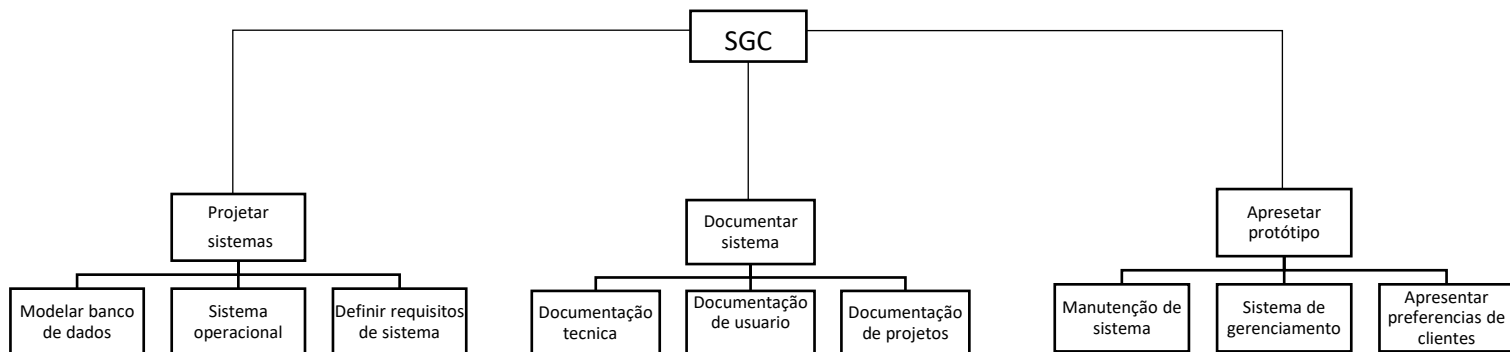 SGC
Projetar
sistemas
Documentar
sistema
Apresetar
protótipo
Modelar banco
de dados
Sistema
operacional
Definir requisitos
de sistema
Documentação
tecnica
Documentação
de usuario
Documentação
de projetos
Manutenção de
sistema
Sistema de
gerenciamento
Apresentar
preferencias de
clientes